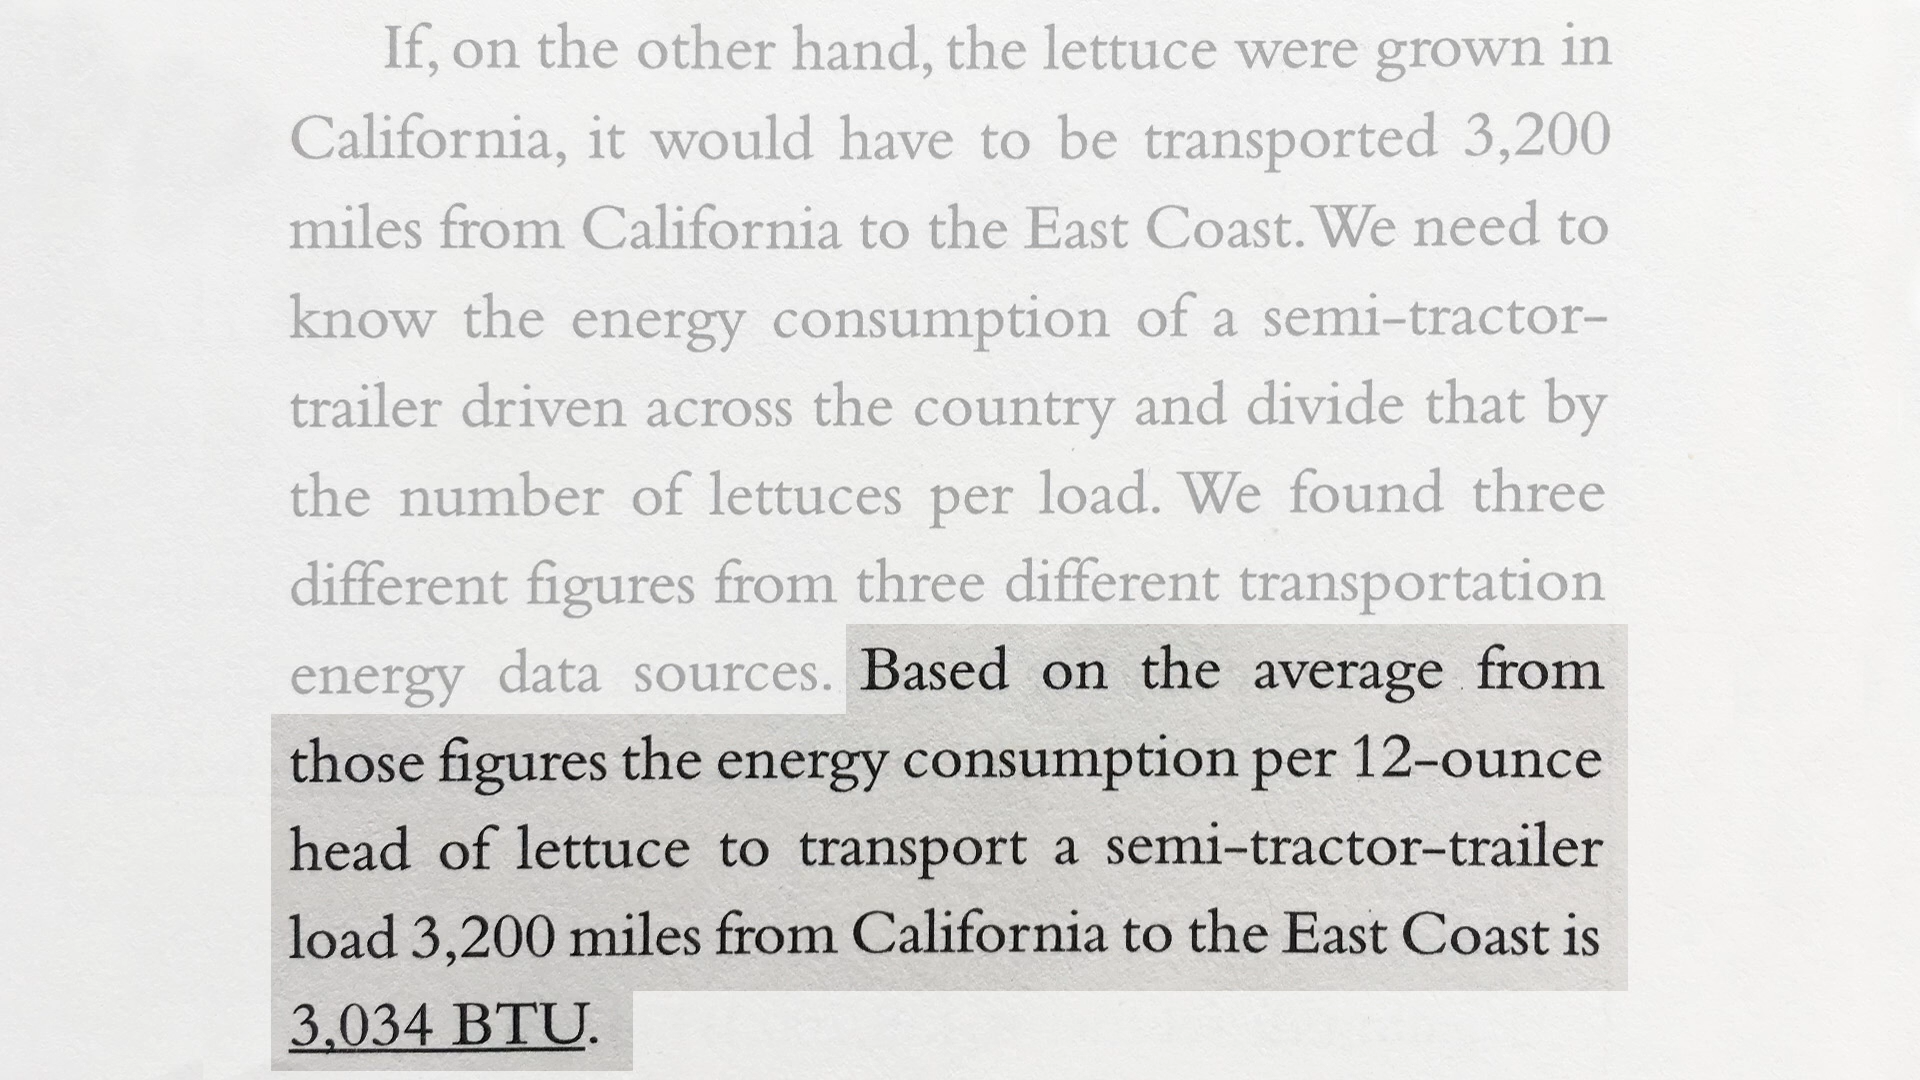 If, on the other hand, the lettuce were grown in
California, it would have to be transported 3,200
miles from California to the East Coast. We need to
know the energy consumption of a semi-tractor-
trailer driven across the country and divide that by
the number of lettuces per load. We found three
different figures from three different transportation
energy data sources. Based on the average from
those figures the energy consumption per 12-ounce
head of lettuce to transport a semi-tractor-trailer
load 3,200 miles from California to the East Coast is
3,034 BTU.